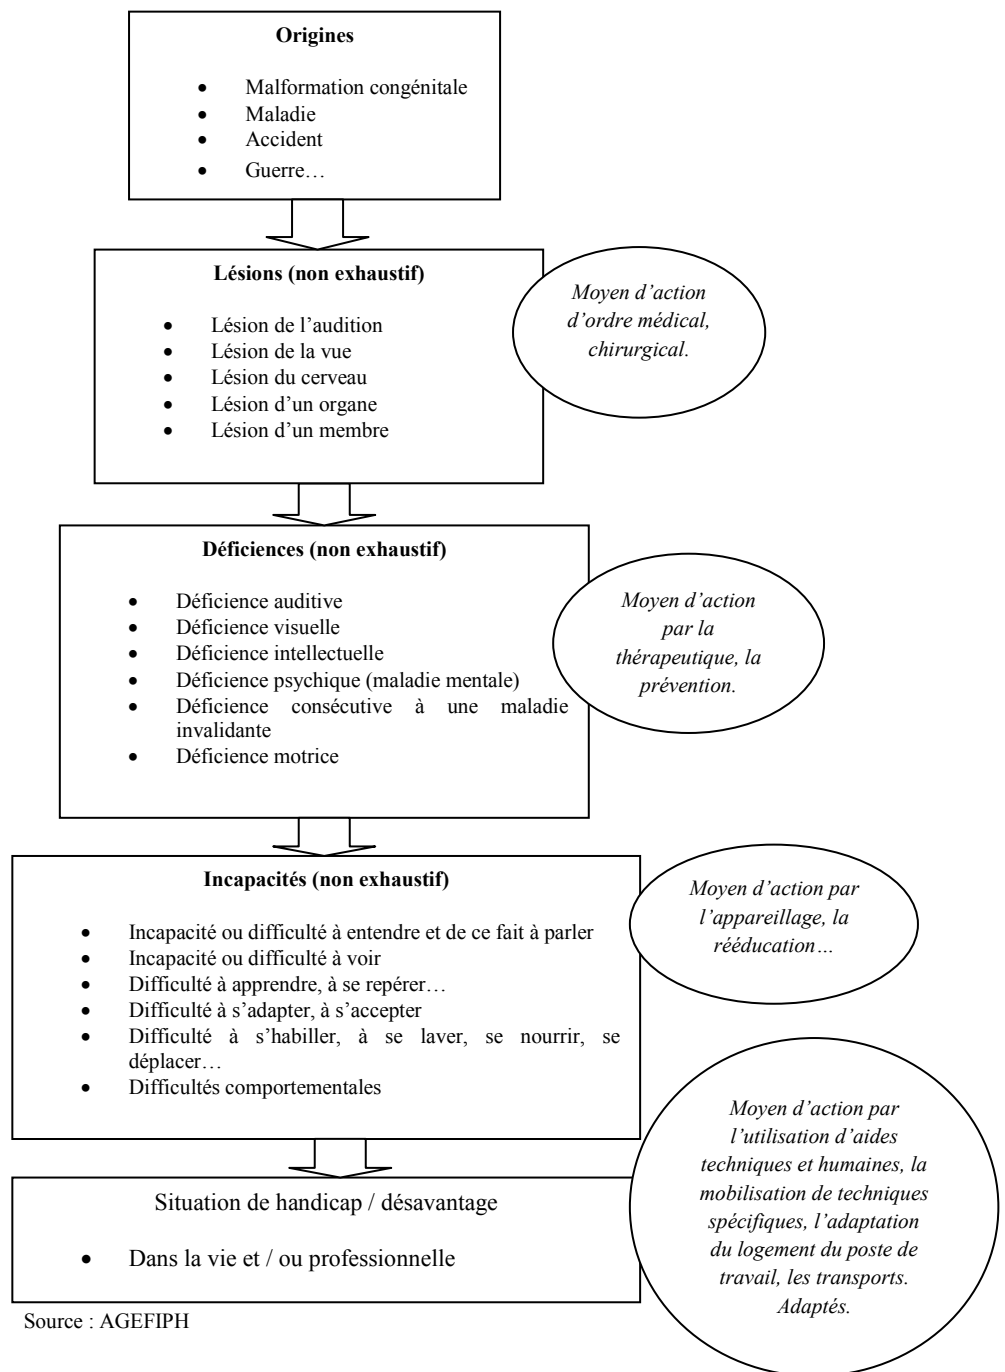 Origines
• Malformation congénitale
• Maladie
• Accident
• Guerre…
Lésions (non exhaustif)
• Lésion de l’audition
• Lésion de la vue
• Lésion du cerveau
• Lésion d’un organe
• Lésion d’un membre
Moyen d’action
d’ordre médical,
chirurgical.
Déficiences (non exhaustif)
• Déficience auditive
• Déficience visuelle
• Déficience intellectuelle
• Déficience psychique (maladie mentale)
• Déficience consécutive à une maladie
invalidante
• Déficience motrice
Moyen d’action
par la
thérapeutique, la
prévention.
Incapacités (non exhaustif)
• Incapacité ou difficulté à entendre et de ce fait à parler
• Incapacité ou difficulté à voir
• Difficulté à apprendre, à se repérer…
• Difficulté à s’adapter, à s’accepter
• Difficulté à s’habiller, à se laver, se nourrir, se
déplacer…
• Difficultés comportementales
Moyen d’action par
l’appareillage, la
rééducation…
Situation de handicap / désavantage
• Dans la vie et / ou professionnelle
Moyen d’action par
l’utilisation d’aides
techniques et humaines, la
mobilisation de techniques
spécifiques, l’adaptation
du logement du poste de
travail, les transports.
Adaptés.
Source : AGEFIPH